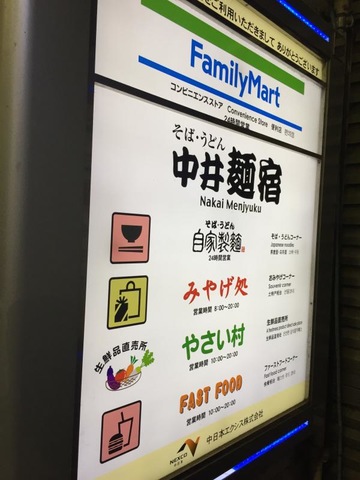 をご利用いただきまして ありがとうございます
FamilyMart
コンビニエンスストア Convenience Store 便利店 편의점
24時間営業
そば・うどん
中井麺宿
Nakai Menjyuku
そば・うどん
自家製麺
24時間営業
そば・うどんコーナー
Japanese noodles
みやげ処
営業時間 8:00〜20:00
おみやげコーナー
Souvenir corner
生鮮品直売所
やさい村
営業時間 10:00〜20:00
生鮮品直売所
FAST FOOD
営業時間 10:00〜20:00
ファーストフードコーナー
Fast food corner
NEXCO
中日本エクシス株式会社